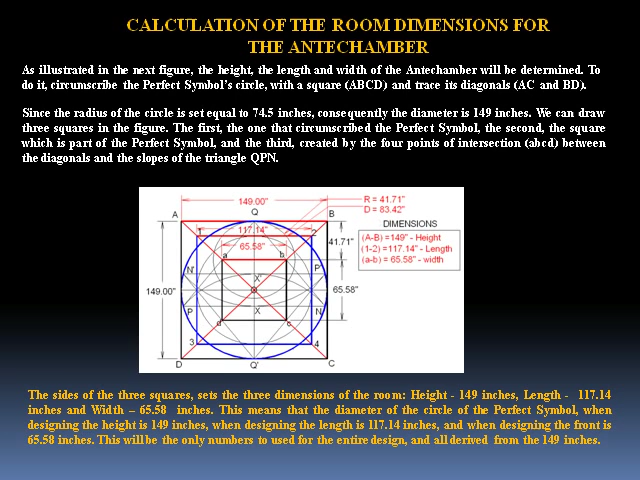 CALCULATION OF THE ROOM DIMENSIONS FOR
THE ANTECHAMBER
As illustrated in the next figure, the height, the length and width of the Antechamber will be determined. To
do it, circumscribe the Perfect Symbol's circle, with a square (ABCD) and trace its diagonals (AC and BD).
Since the radius of the circle is set equal to 74.5 inches, consequently the diameter is 149 inches. We can draw
three squares in the figure. The first, the one that circumscribed the Perfect Symbol, the second, the square
which is part of the Perfect Symbol, and the third, created by the four points of intersection (abcd) between
the diagonals and the slopes of the triangle QPN.
149.00"
R = 41.71"
D = 83.42"
A
Q
B
DIMENSIONS
1
117.14"
2
41.71"
(A-B) =149" - Height
65.58"
(1-2) =117.14" - Length
a
b
(a-b) = 65.58" - width
N'
P'
X'
149.00"
65.58"
P
X
N
d
c
3
4
D
Q'
C
The sides of the three squares, sets the three dimensions of the room: Height - 149 inches, Length - 117.14
inches and Width – 65.58 inches. This means that the diameter of the circle of the Perfect Symbol, when
designing the height is 149 inches, when designing the length is 117.14 inches, and when designing the front is
65.58 inches. This will be the only numbers to used for the entire design, and all derived from the 149 inches.